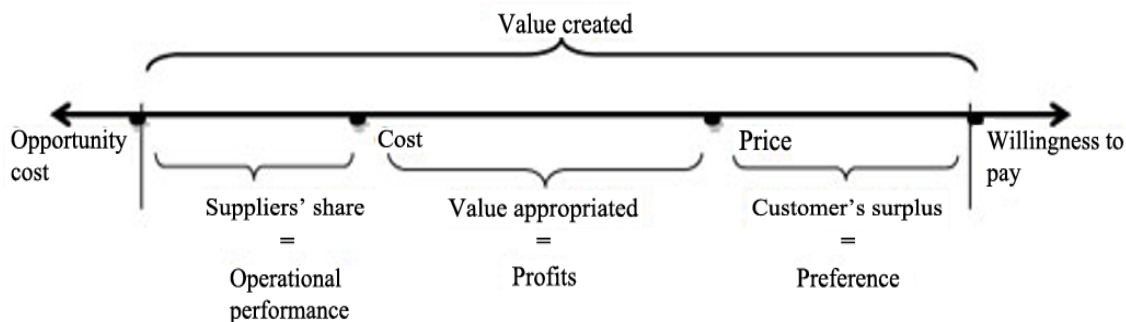 Value created
Opportunity
cost
Cost
Price
Willingness to
pay
Suppliers' share
=
Operational
performance
Value appropriated
=
Profits
Customer's surplus
=
Preference